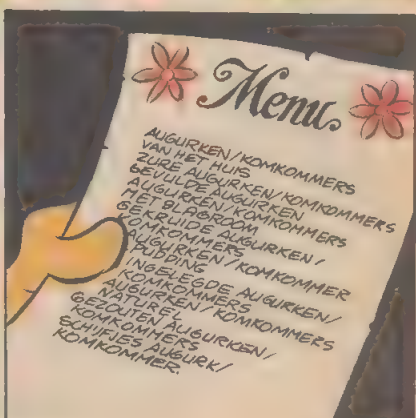 Menu
AUGURKEN/KOMKOMMERS
VAN HET HUIS
ZURE AUGURKEN/KOMKOMMERS
GEVULDE AUGURKEN
AUGURKEN/KOMKOMMERS
MET SLAGROOM
GEKRUIDE AUGURKEN/
KOMKOMMERS
AUGURKEN/KOMKOMMER
PUDDING
INGELEGDE AUGURKEN/
KOMKOMMERS
AUGURKEN/KOMKOMMERS
NATUREL
GEZOUTEN AUGURKEN/
KOMKOMMERS
SCHIJFJES AUGURK/
KOMKOMMER.